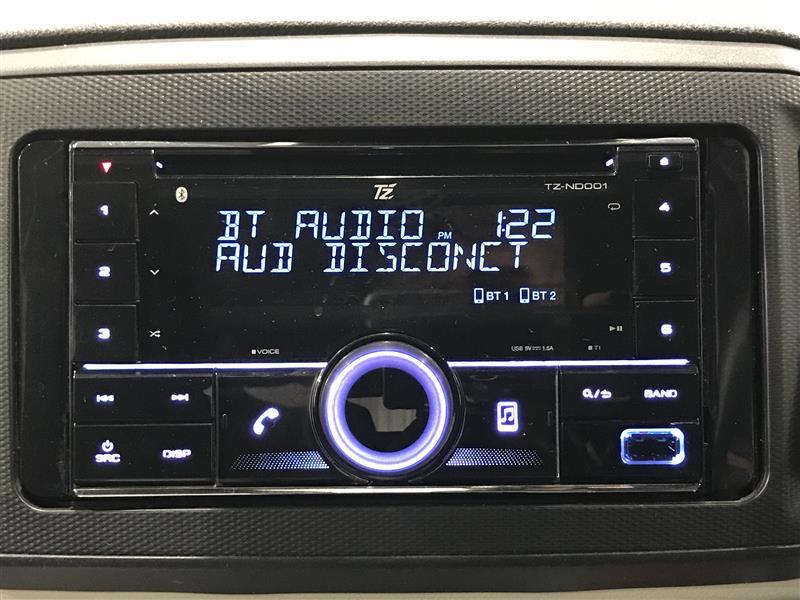 TZ TZ-ND001
1 4
BT AUDIO PM 1:22
AUD DISCONCT
2 5
BT 1 BT 2
3 6
VOICE USB 5V 1.5A TI
BAND
SRC DISP